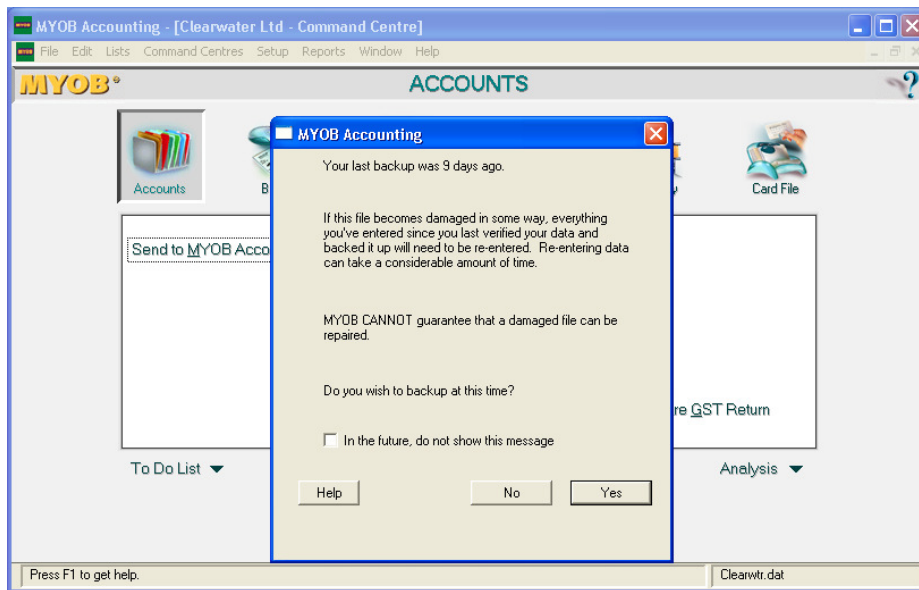 MYOB Accounting - [Clearwater Ltd - Command Centre]
File Edit Lists Command Centres Setup Reports Window Help
MYOB
ACCOUNTS
Accounts
B
Card File
Send to MYOB Acco
re GST Return
To Do List
Analysis
MYOB Accounting
Your last backup was 9 days ago.
If this file becomes damaged in some way, everything
you've entered since you last verified your data and
backed it up will need to be re-entered. Re-entering data
can take a considerable amount of time.
MYOB CANNOT guarantee that a damaged file can be
repaired.
Do you wish to backup at this time?
In the future, do not show this message
Help No Yes
Press F1 to get help.
Clearwtr.dat